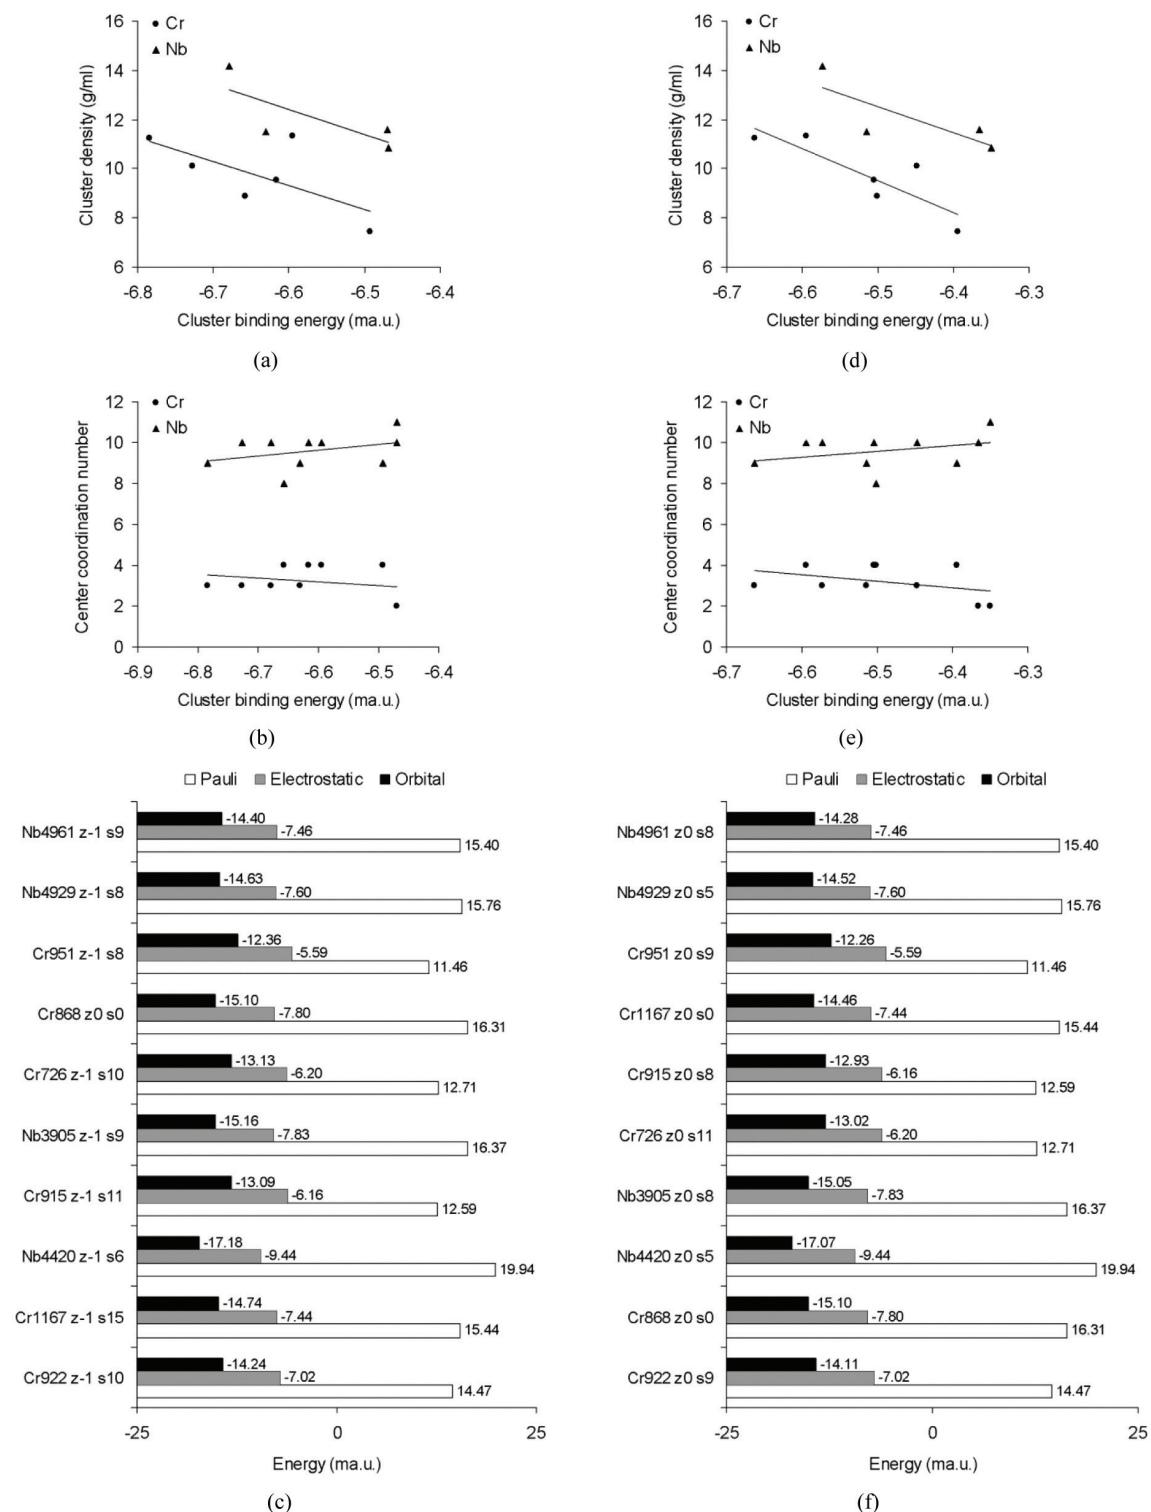 16
14
12
10
8
6
Cr
Nb
Cluster density (g/ml)
-6.8 -6.7 -6.6 -6.5 -6.4
Cluster binding energy (ma.u.)
(a)
16
14
12
10
8
6
Cr
Nb
Cluster density (g/ml)
-6.7 -6.6 -6.5 -6.4 -6.3
Cluster binding energy (ma.u.)
(d)
12
10
8
6
4
2
0
Cr
Nb
Center coordination number
-6.9 -6.8 -6.7 -6.6 -6.5 -6.4
Cluster binding energy (ma.u.)
(b)
12
10
8
6
4
2
0
Cr
Nb
Center coordination number
-6.7 -6.6 -6.5 -6.4 -6.3
Cluster binding energy (ma.u.)
(e)
Pauli Electrostatic Orbital
-14.40
Nb4961 z-1 s9 -7.46
15.40
-14.63
Nb4929 z-1 s8 -7.60
15.76
-12.36
Cr951 z-1 s8 -5.59
11.46
-15.10
Cr868 z0 s0 -7.80
16.31
-13.13
Cr726 z-1 s10 -6.20
12.71
-15.16
Nb3905 z-1 s9 -7.83
16.37
-13.09
Cr915 z-1 s11 -6.16
12.59
-17.18
Nb4420 z-1 s6 -9.44
19.94
-14.74
Cr1167 z-1 s15 -7.44
15.44
-14.24
Cr922 z-1 s10 -7.02
14.47
-25 0 25
Energy (ma.u.)
(c)
Pauli Electrostatic Orbital
-14.28
Nb4961 z0 s8 -7.46
15.40
-14.52
Nb4929 z0 s5 -7.60
15.76
-12.26
Cr951 z0 s9 -5.59
11.46
-14.46
Cr1167 z0 s0 -7.44
15.44
-12.93
Cr915 z0 s8 -6.16
12.59
-13.02
Cr726 z0 s11 -6.20
12.71
-15.05
Nb3905 z0 s8 -7.83
16.37
-17.07
Nb4420 z0 s5 -9.44
19.94
-15.10
Cr868 z0 s0 -7.80
16.31
-14.11
Cr922 z0 s9 -7.02
14.47
-25 0 25
Energy (ma.u.)
(f)